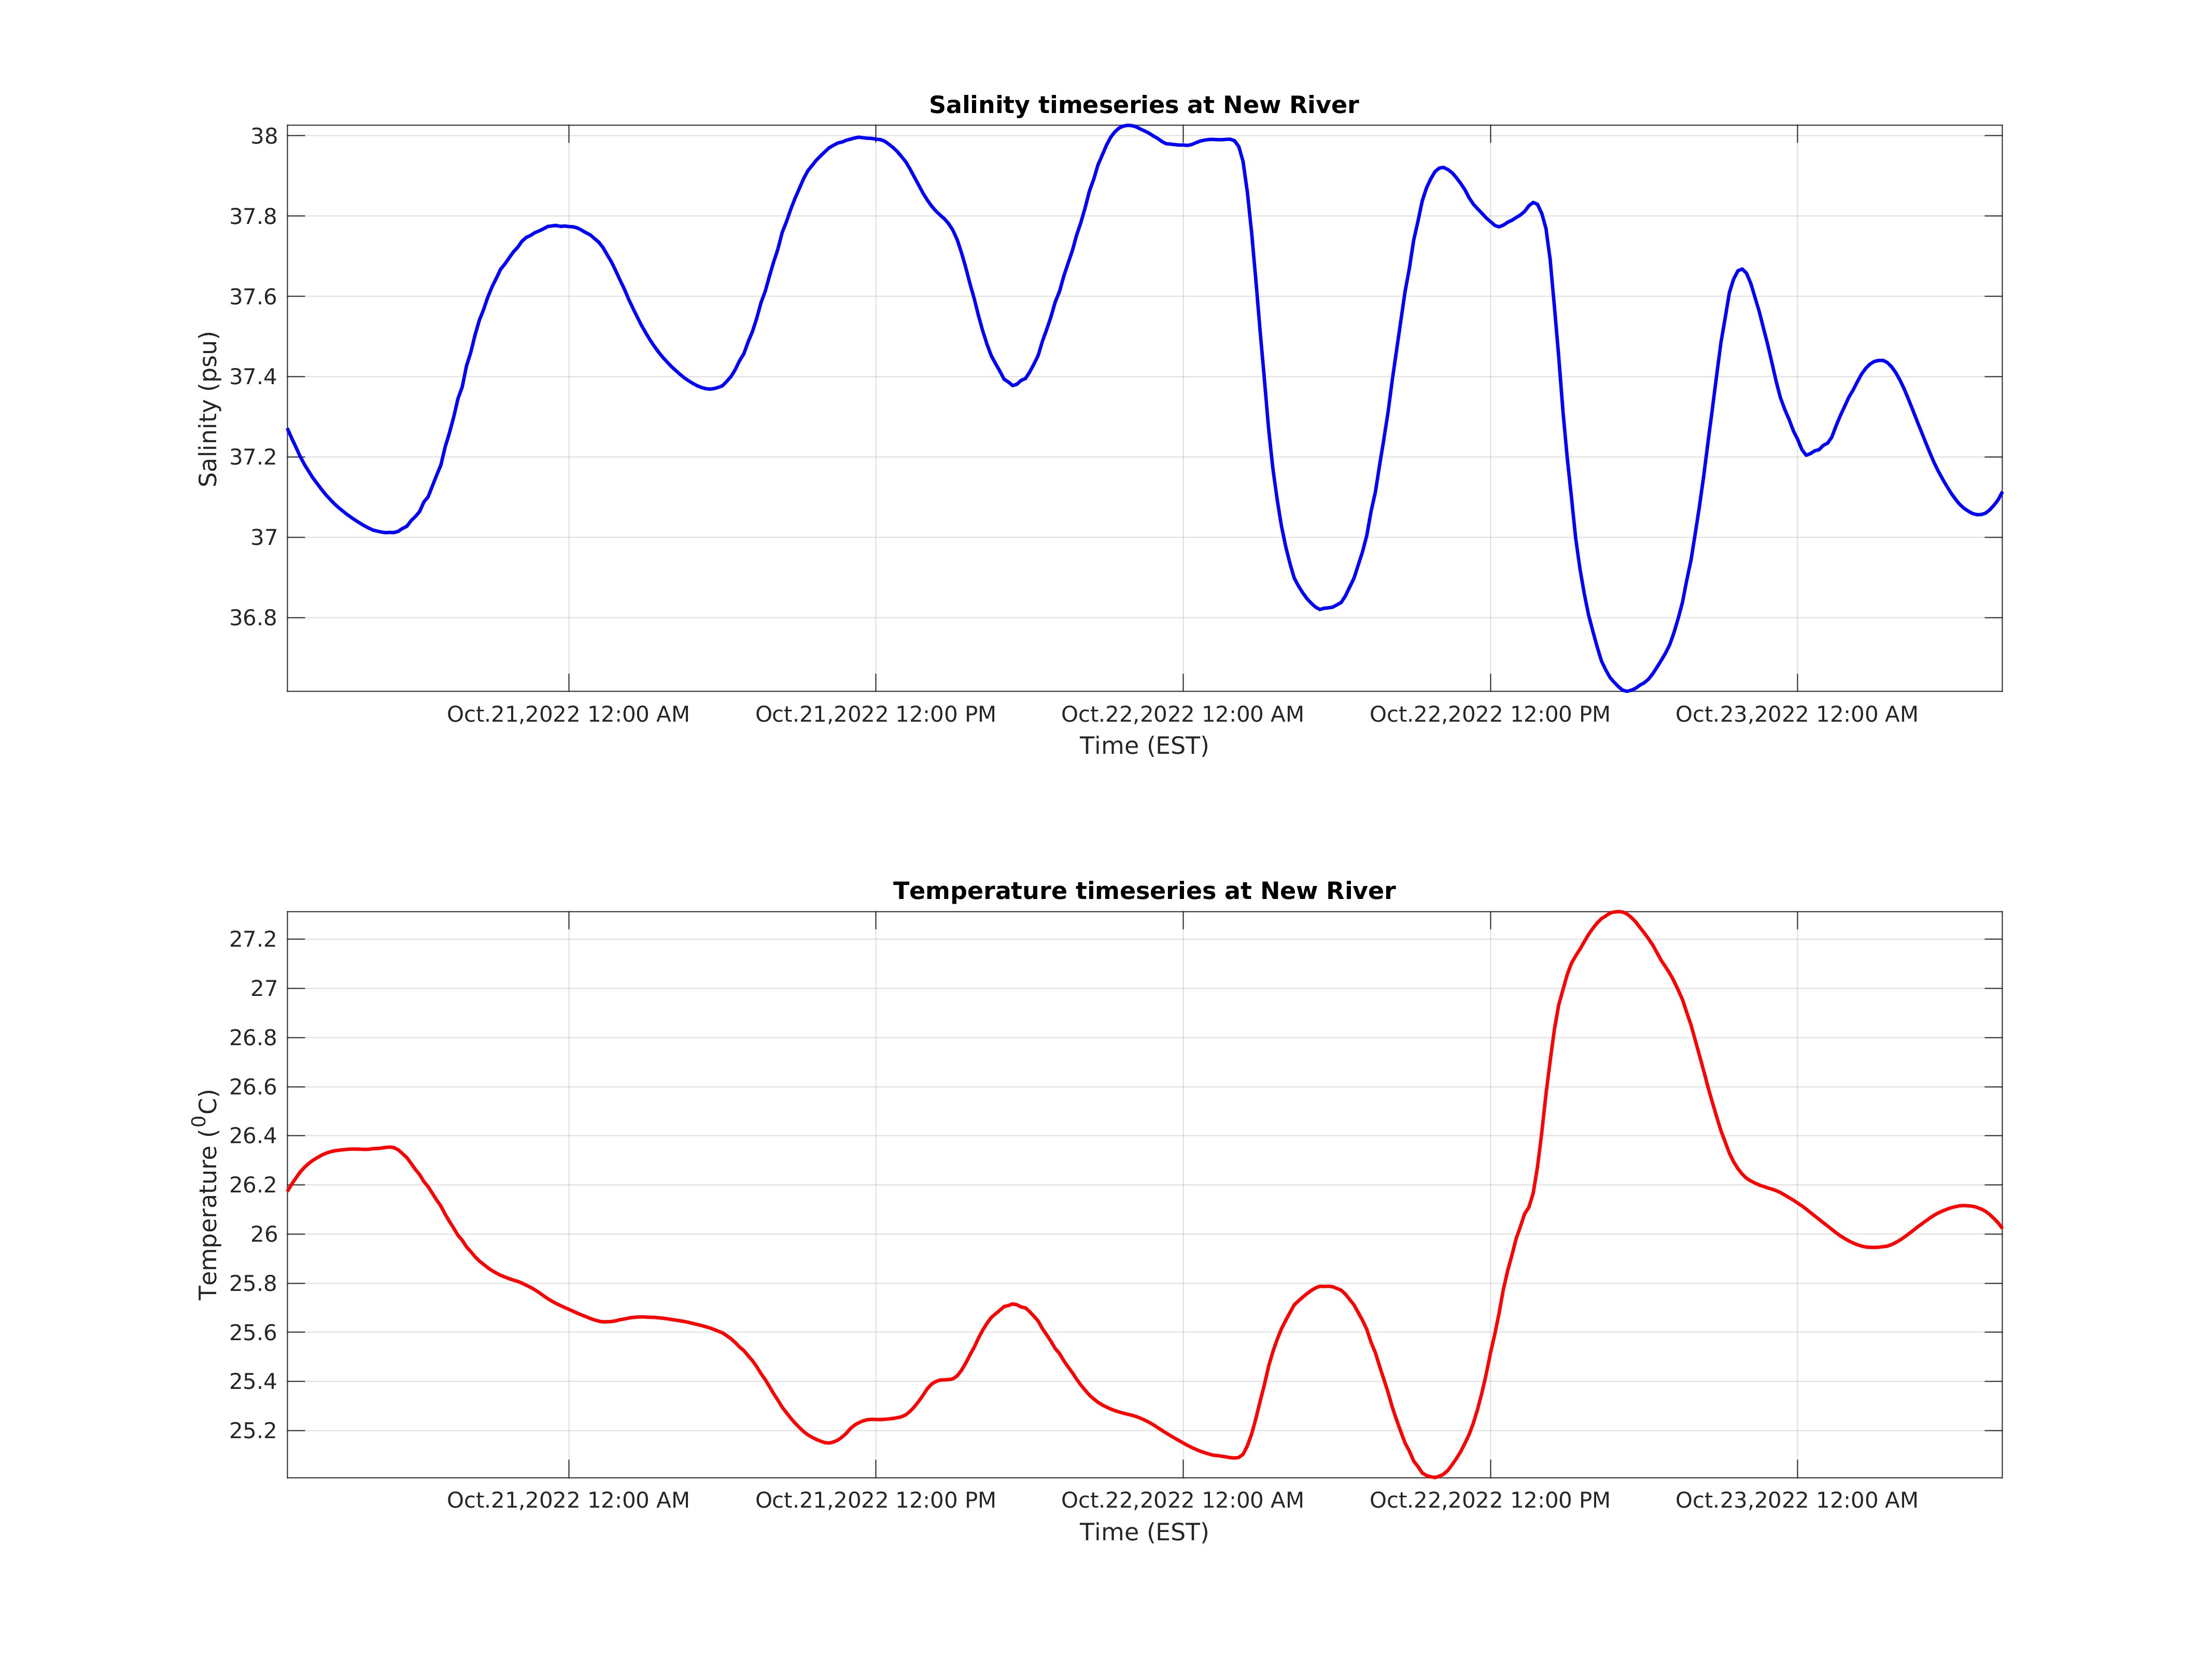 Salinity timeseries at New River
38
37.8
37.6
37.4
37.2
37
36.8
Salinity (psu)
Oct.21,2022 12:00 AM Oct.21,2022 12:00 PM Oct.22,2022 12:00 AM Oct.22,2022 12:00 PM Oct.23,2022 12:00 AM
Time (EST)
Temperature timeseries at New River
27.2
27
26.8
26.6
26.4
26.2
26
25.8
25.6
25.4
25.2
Temperature (⁰C)
Oct.21,2022 12:00 AM Oct.21,2022 12:00 PM Oct.22,2022 12:00 AM Oct.22,2022 12:00 PM Oct.23,2022 12:00 AM
Time (EST)